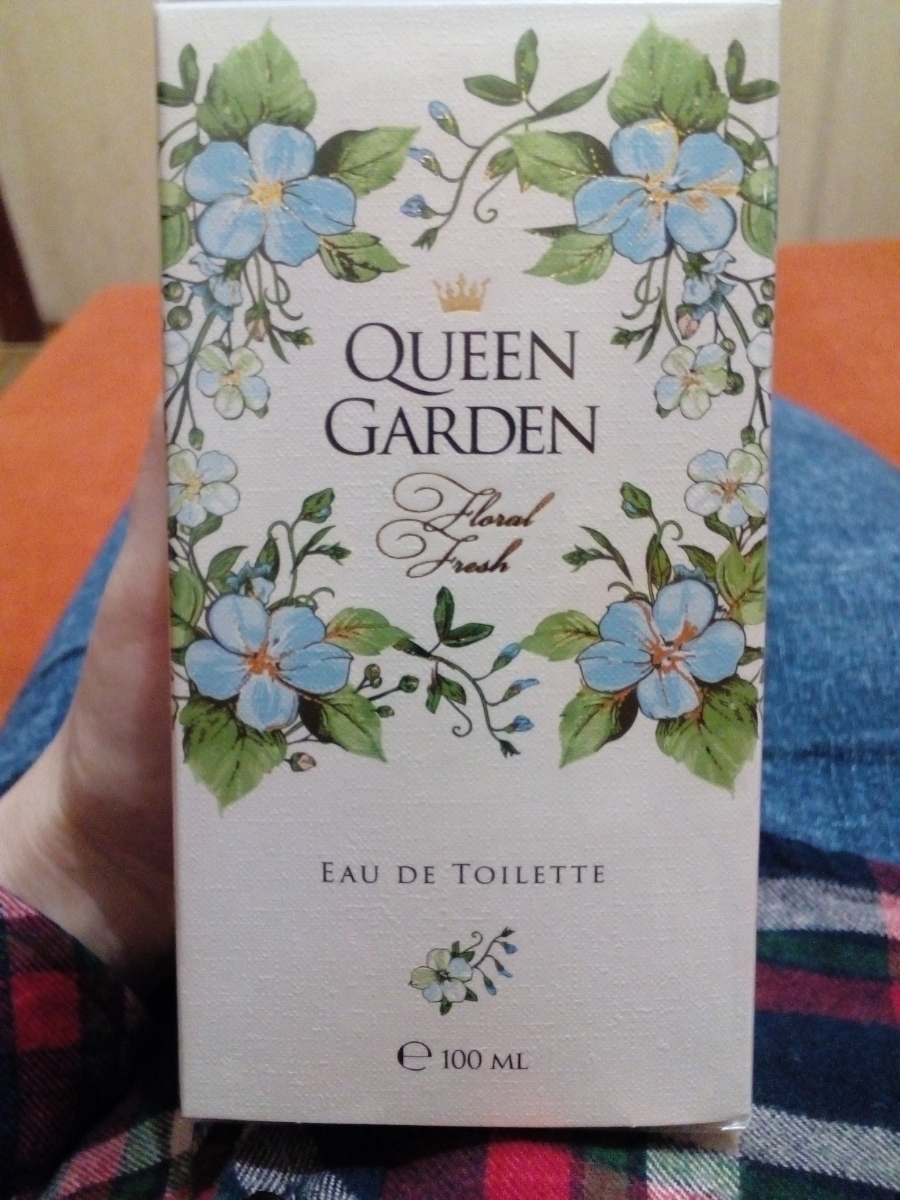 QUEEN
GARDEN
Floral
Fresh
EAU DE TOILETTE
℮ 100 ML